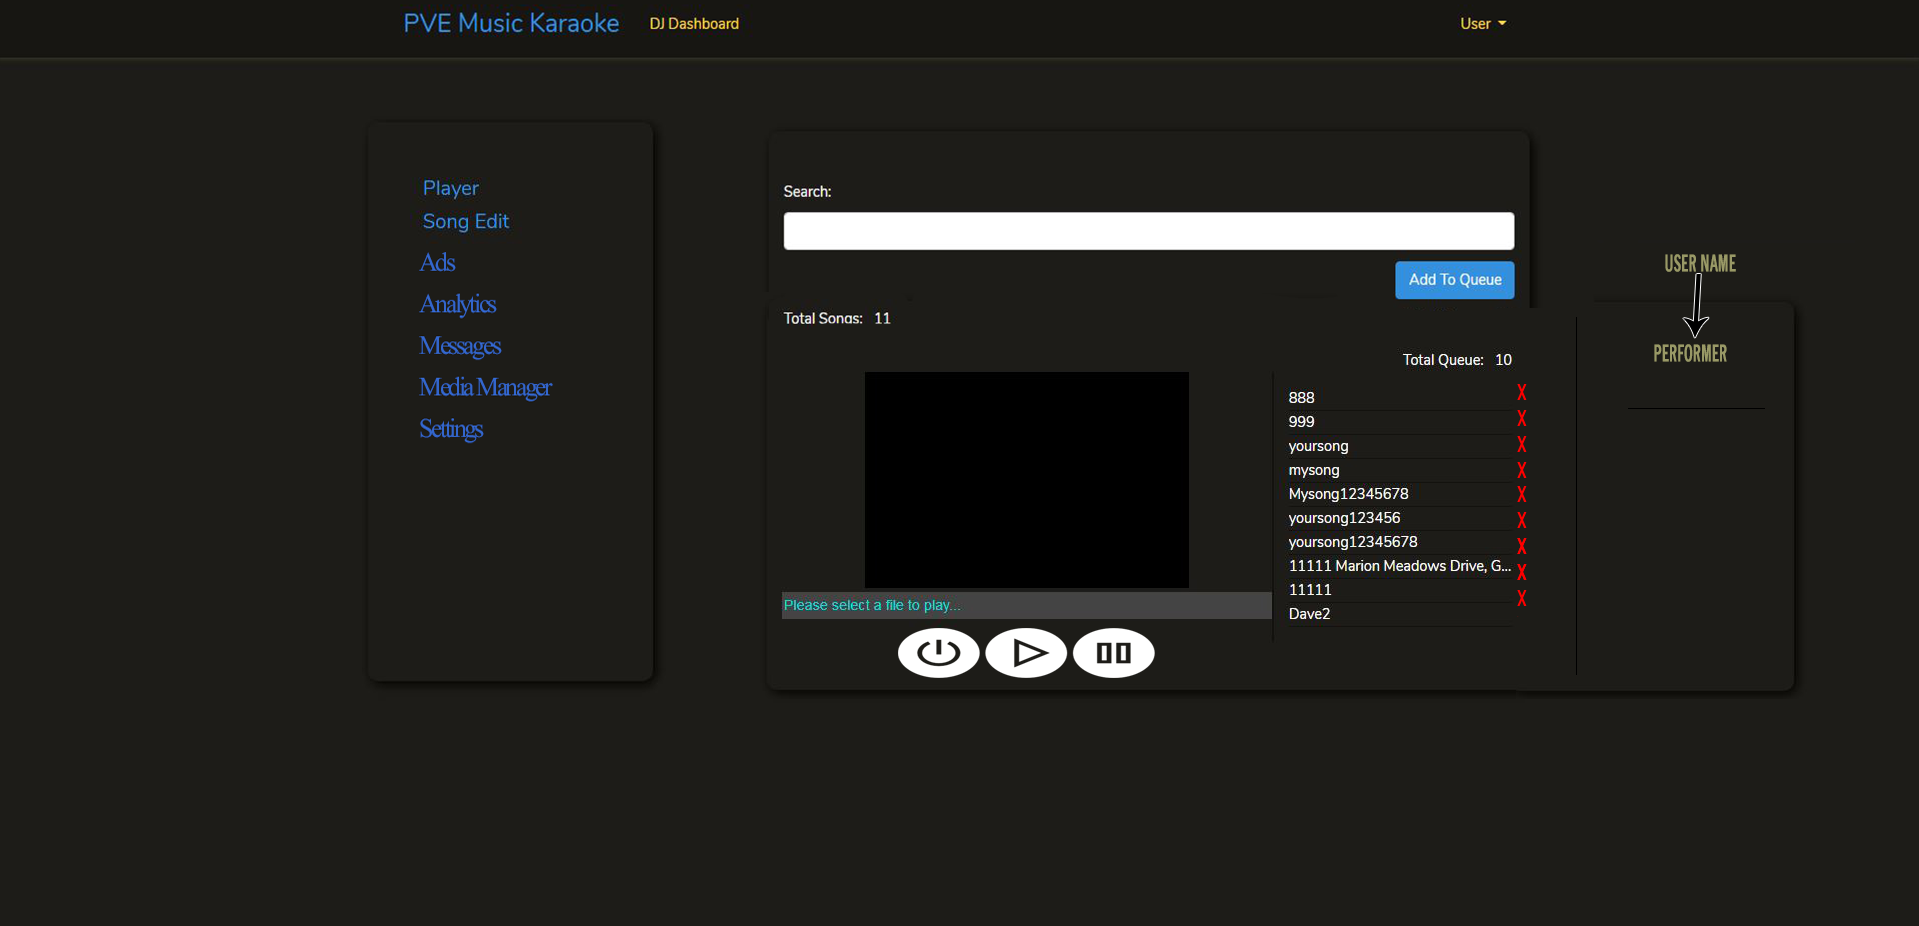 PVE Music Karaoke DJ Dashboard User
Player
Song Edit
Ads
Analytics
Messages
Media Manager
Settings
Search:
Add To Queue
Total Songs: 11
Total Queue: 10
888 X
999 X
yoursong X
mysong X
Mysong12345678 X
yoursong123456 X
yoursong12345678 X
11111 Marion Meadows Drive, G... X
11111 X
Dave2
Please select a file to play...
USER NAME
PERFORMER